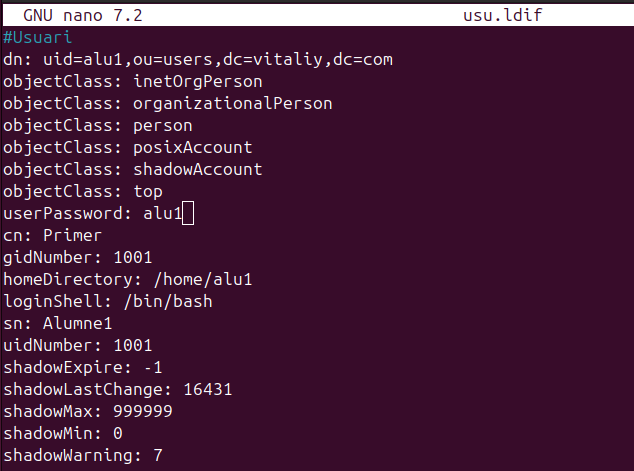 GNU nano 7.2 usu.ldif
#Usuari
dn: uid=alu1,ou=users,dc=vitaliy,dc=com
objectClass: inetOrgPerson
objectClass: organizationalPerson
objectClass: person
objectClass: posixAccount
objectClass: shadowAccount
objectClass: top
userPassword: alu1
cn: Primer
gidNumber: 1001
homeDirectory: /home/alu1
loginShell: /bin/bash
sn: Alumne1
uidNumber: 1001
shadowExpire: -1
shadowLastChange: 16431
shadowMax: 999999
shadowMin: 0
shadowWarning: 7